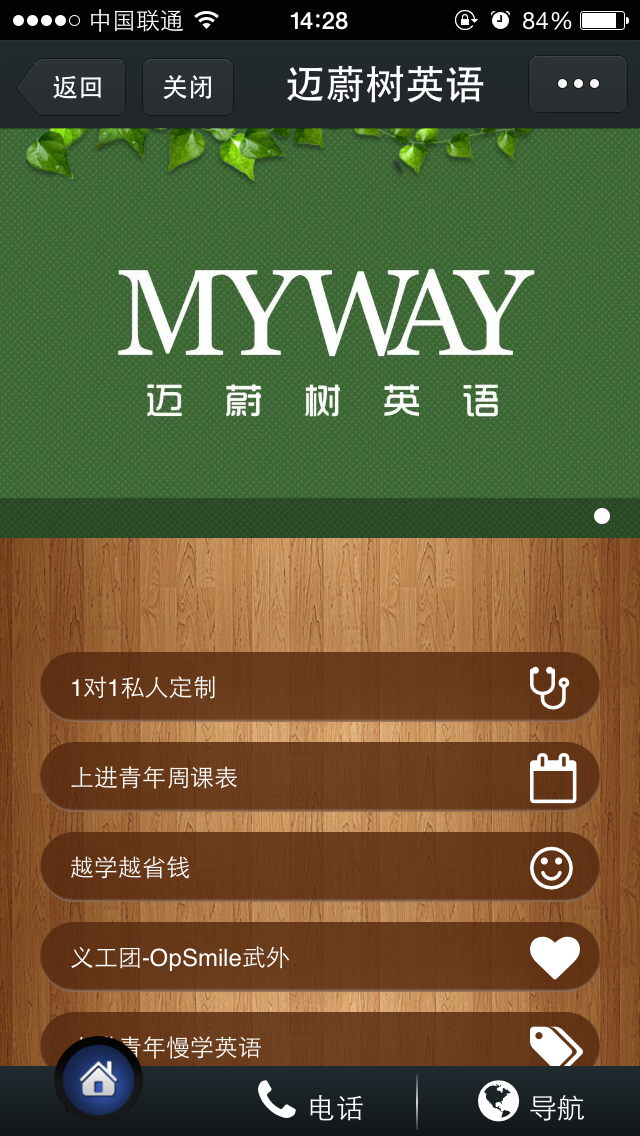 中国联通 14:28 84%
返回 关闭 迈蔚树英语
MYWAY
迈蔚树英语
1对1私人定制
上进青年周课表
越学越省钱
义工团-OpSmile武外
青年慢学英语
电话 导航